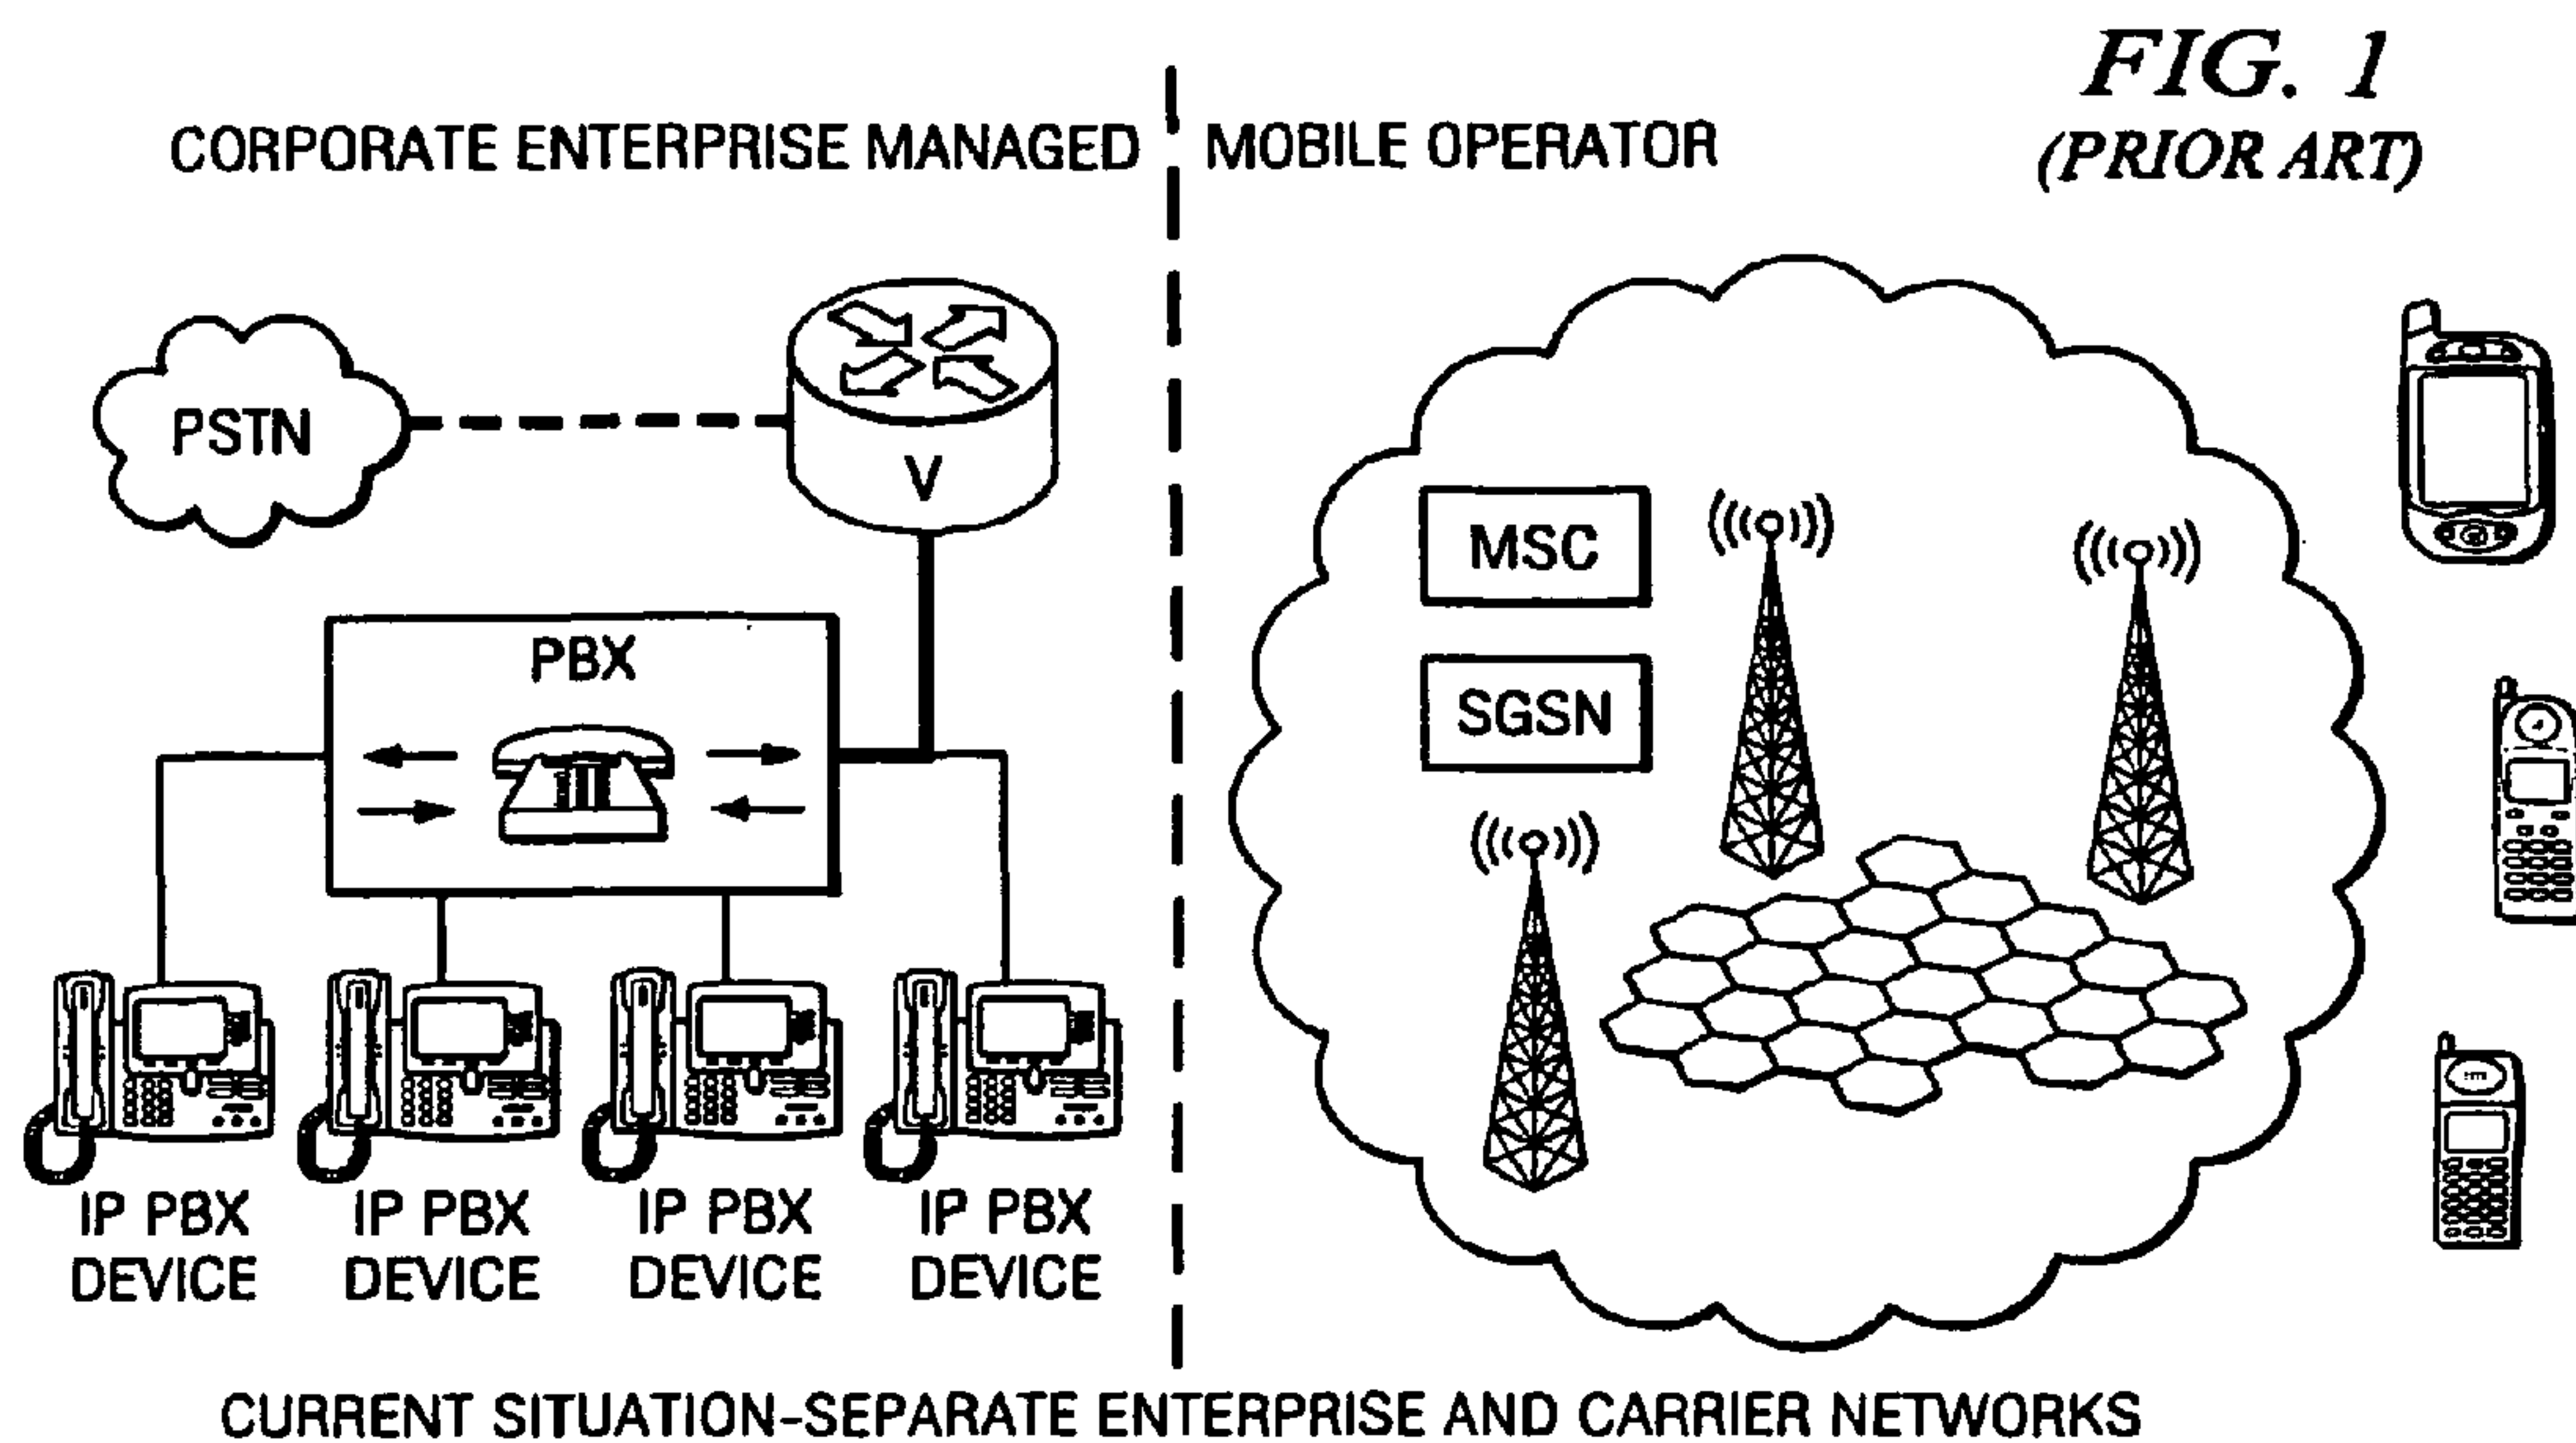 FIG. 1
(PRIOR ART)
CORPORATE ENTERPRISE MANAGED
MOBILE OPERATOR
PSTN
V
MSC
SGSN
PBX
IP PBX
DEVICE
IP PBX
DEVICE
IP PBX
DEVICE
IP PBX
DEVICE
CURRENT SITUATION-SEPARATE ENTERPRISE AND CARRIER NETWORKS